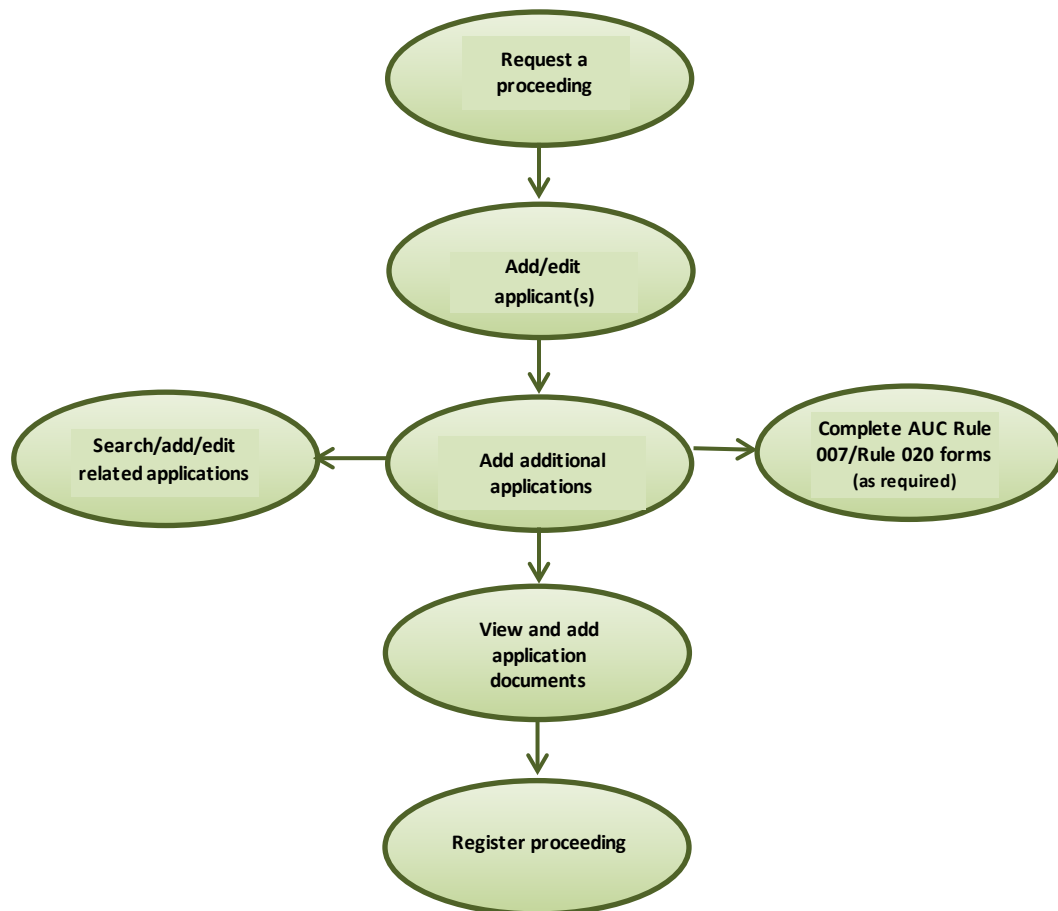 Request a
proceeding
Add/edit
applicant(s)
Search/add/edit
related applications
Add additional
applications
Complete AUC Rule
007/Rule 020 forms
(as required)
View and add
application
documents
Register proceeding